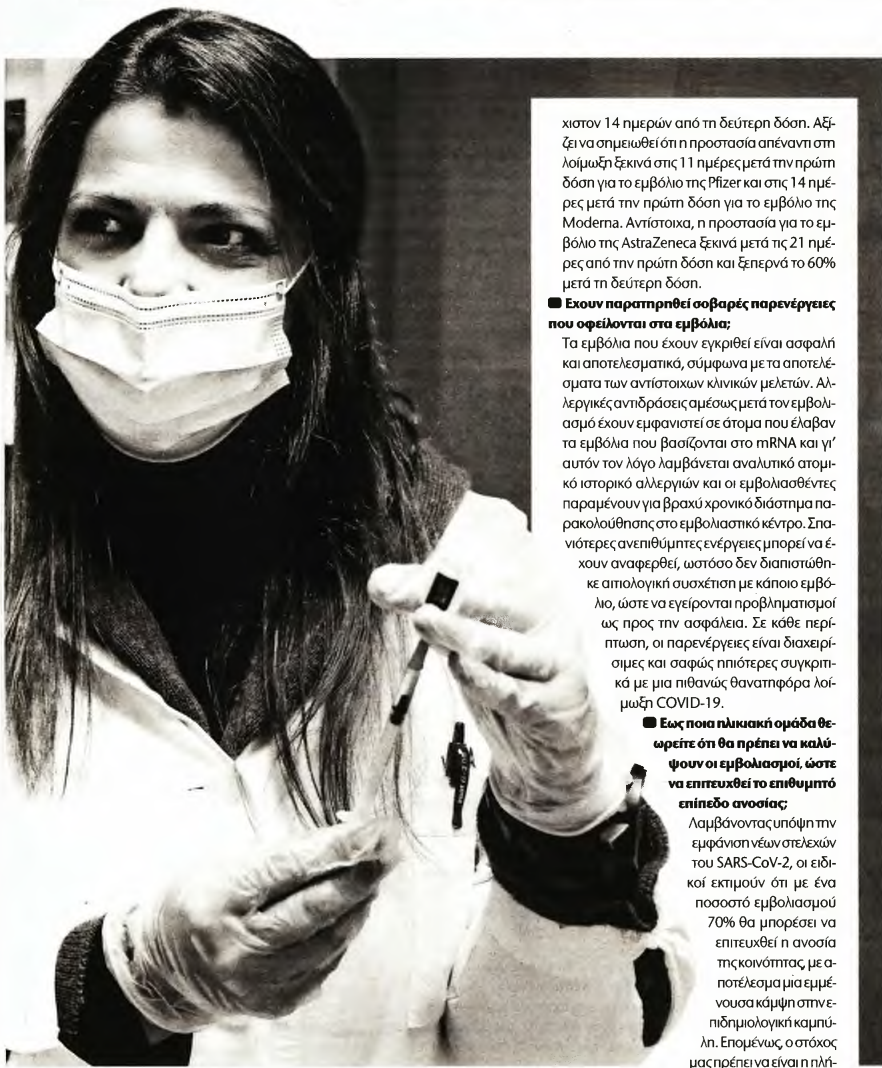 χιστον 14 ημερών από τη δεύτερη δόση. Αξί-
ζει να σημειωθεί ότι η προστασία απέναντι στη
λοίμωξη ξεκινά στις 11 ημέρες μετά την πρώτη
δόση για το εμβόλιο της Pfizer και στις 14 ημέ-
ρες μετά την πρώτη δόση για το εμβόλιο της
Moderna. Αντίστοιχα, η προστασία για το εμ-
βόλιο της AstraZeneca ξεκινά μετά τις 21 ημέ-
ρες από την πρώτη δόση και ξεπερνά το 60%
μετά τη δεύτερη δόση.
Εχουν παρατηρηθεί σοβαρές παρενέργειες
που οφείλονται στα εμβόλια;
Τα εμβόλια που έχουν εγκριθεί είναι ασφαλή
και αποτελεσματικά, σύμφωνα με τα αποτελέ-
σματα των αντίστοιχων κλινικών μελετών. Αλ-
λεργικές αντιδράσεις αμέσως μετά τον εμβολι-
ασμό έχουν εμφανιστεί σε άτομα που έλαβαν
τα εμβόλια που βασίζονται στο mRNA και γι'
αυτόν τον λόγο λαμβάνεται αναλυτικό ατομι-
κό ιστορικό αλλεργιών και οι εμβολιασθέντες
παραμένουν για βραχύ χρονικό διάστημα πα-
ρακολούθησης στο εμβολιαστικό κέντρο. Σπα-
νιότερες ανεπιθύμητες ενέργειες μπορεί να έ-
χουν αναφερθεί, ωστόσο δεν διαπιστώθη-
κε αιτιολογική συσχέτιση με κάποιο εμβό-
λιο, ώστε να εγείρονται προβληματισμοί
ως προς την ασφάλεια. Σε κάθε περί-
πτωση, οι παρενέργειες είναι διαχειρί-
σιμες και σαφώς ηπιότερες συγκριτι-
κά με μια πιθανώς θανατηφόρα λοί-
μωξη COVID-19.
Εως ποια ηλικιακή ομάδα θε-
ωρείτε ότι θα πρέπει να καλύ-
ψουν οι εμβολιασμοί, ώστε
να επιτευχθεί το επιθυμητό
επίπεδο ανοσίας;
Λαμβάνοντας υπόψη την
εμφάνιση νέων στελεχών
του SARS-CoV-2, οι ειδι-
κοί εκτιμούν ότι με ένα
ποσοστό εμβολιασμού
70% θα μπορέσει να
επιτευχθεί η ανοσία
της κοινότητας, με α-
ποτέλεσμα μια εμμέ-
νουσα κάμψη στην ε-
πιδημιολογική καμπύ-
λη. Επομένως, ο στόχος
μας πρέπει να είναι η πλή-